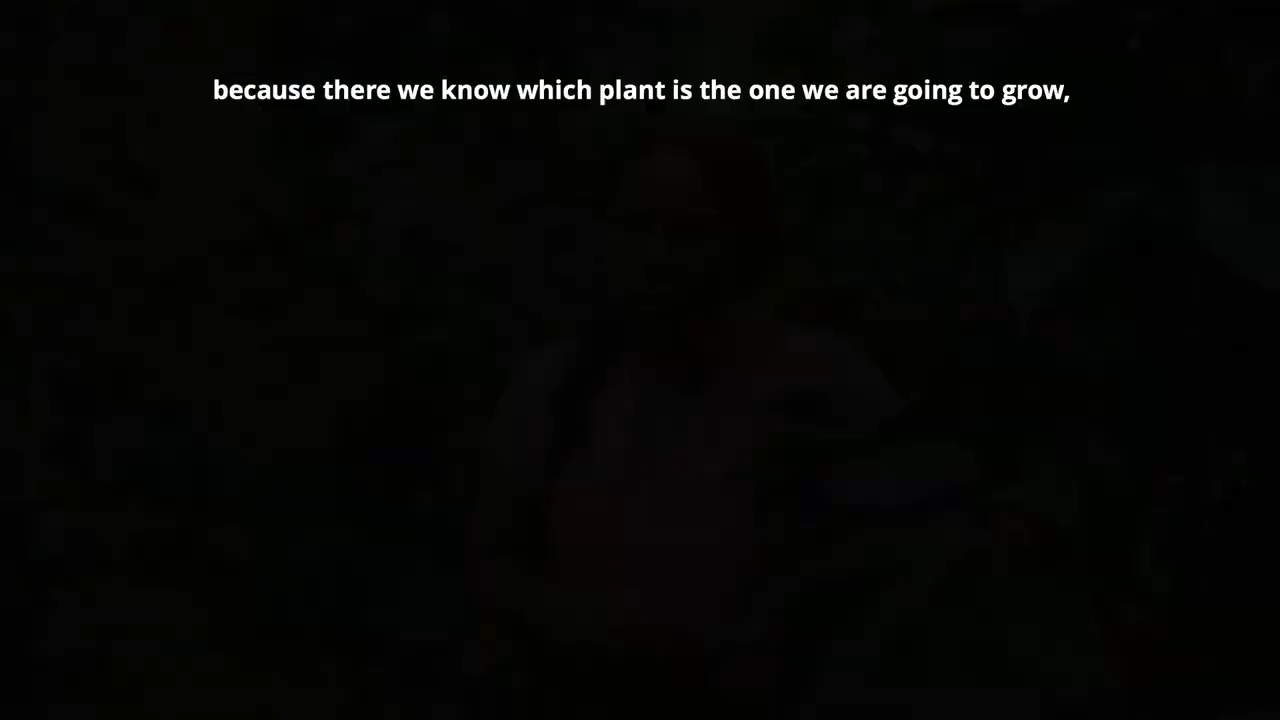 because there we know which plant is the one we are going to grow,